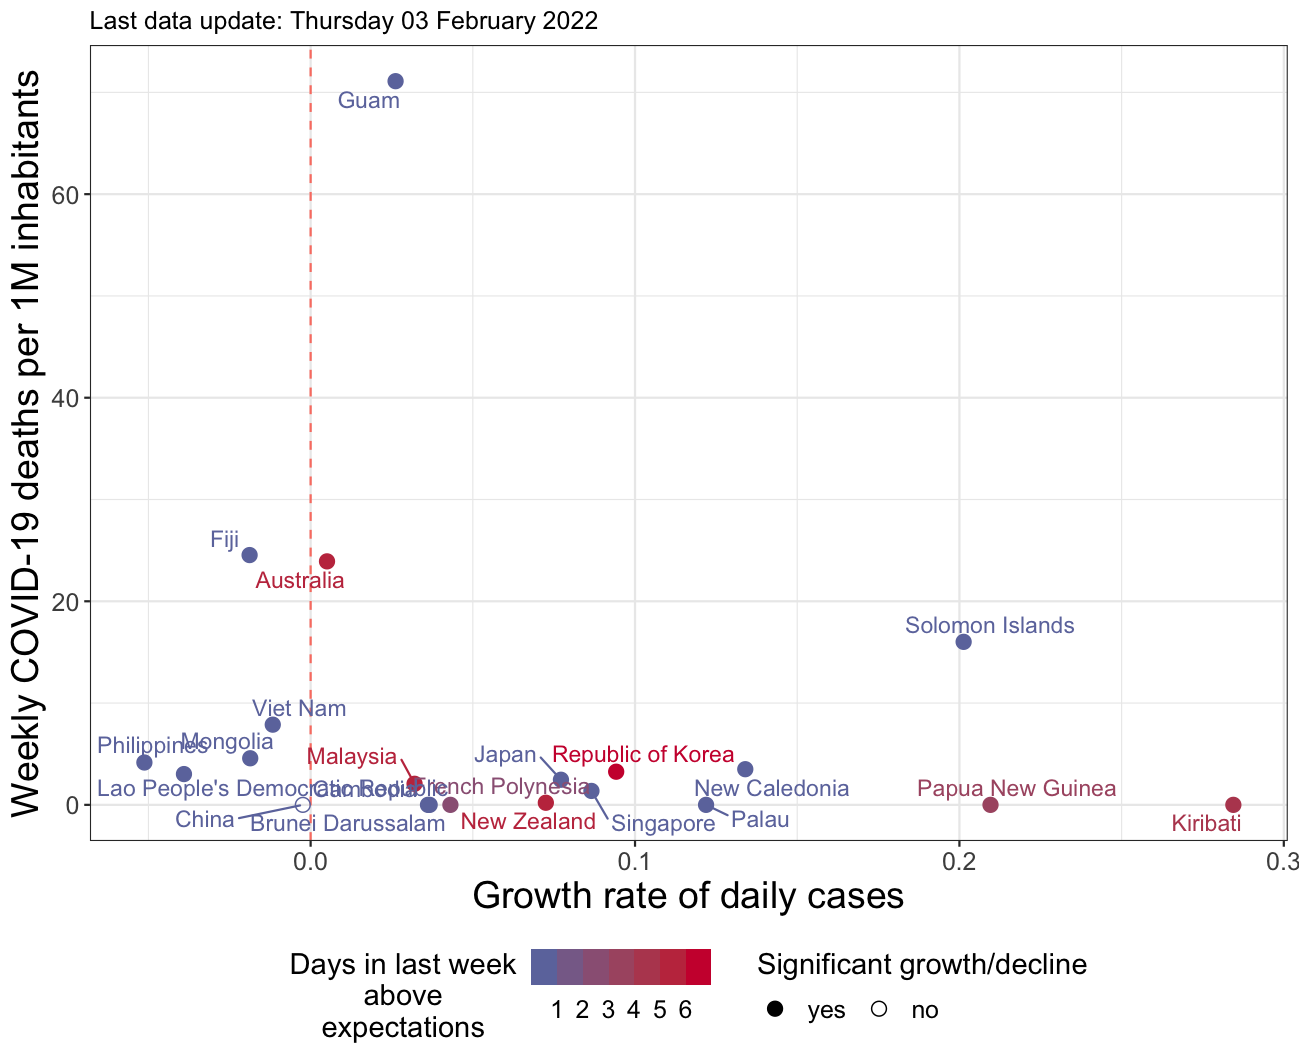 Last data update: Thursday 03 February 2022
Weekly COVID-19 deaths per 1M inhabitants
60
40
20
0
Guam
Fiji
Australia
Solomon Islands
Viet Nam
Philippines
Mongolia
Malaysia
Japan
Republic of Korea
Lao People's Democratic Republic
Cambodia
French Polynesia
New Caledonia
Papua New Guinea
China
Brunei Darussalam
New Zealand
Singapore
Palau
Kiribati
0.0
0.1
0.2
0.3
Growth rate of daily cases
Days in last week
above
expectations
1 2 3 4 5 6
Significant growth/decline
yes
no